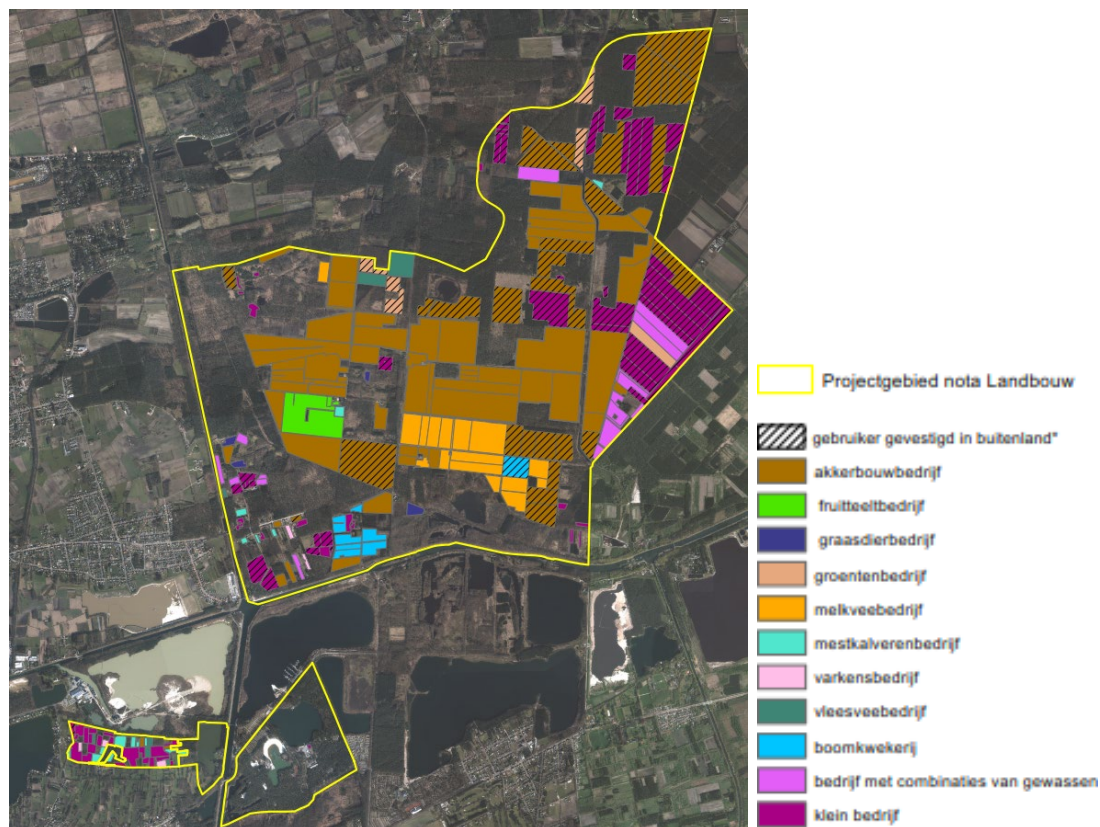 Projectgebied nota Landbouw
gebruiker gevestigd in buitenland*
akkerbouwbedrijf
fruitteeltbedrijf
graasdierbedrijf
groentenbedrijf
melkveebedrijf
mestkalverenbedrijf
varkensbedrijf
vleesveebedrijf
boomkwekerij
bedrijf met combinaties van gewassen
klein bedrijf